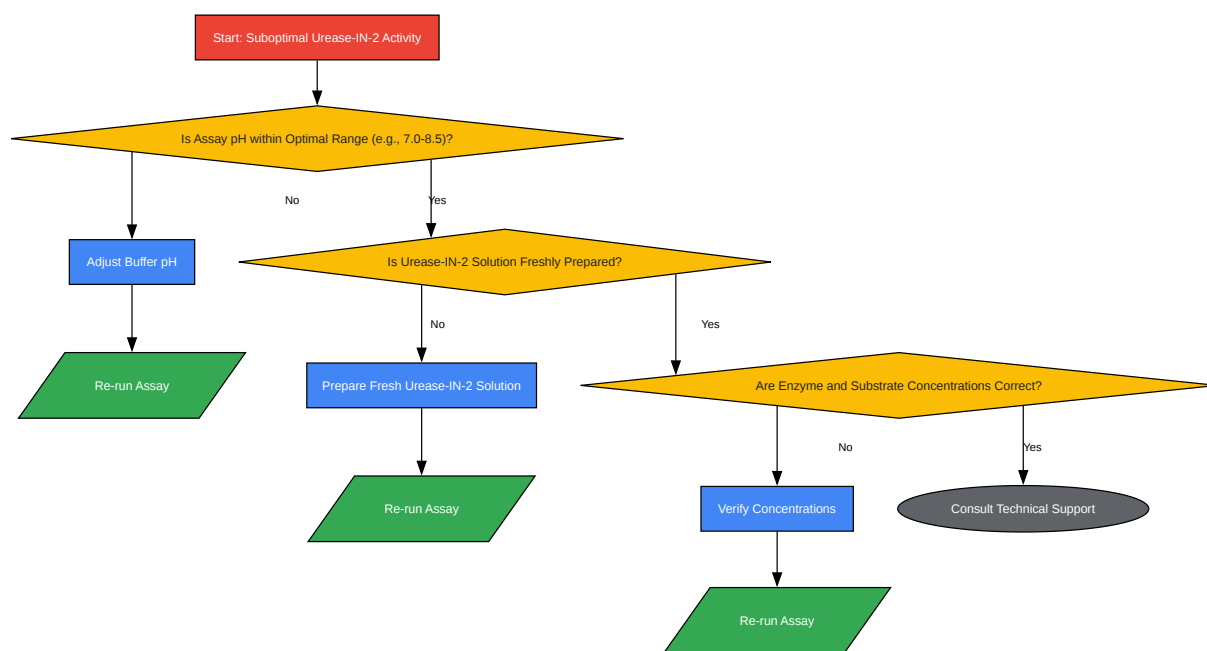 Start: Suboptimal Urease-IN-2 Activity
Is Assay pH within Optimal Range (e.g., 7.0-8.5)?
No
Yes
Adjust Buffer pH
Is Urease-IN-2 Solution Freshly Prepared?
No
Yes
Re-run Assay
Prepare Fresh Urease-IN-2 Solution
Are Enzyme and Substrate Concentrations Correct?
No
Yes
Re-run Assay
Verify Concentrations
Consult Technical Support
Re-run Assay